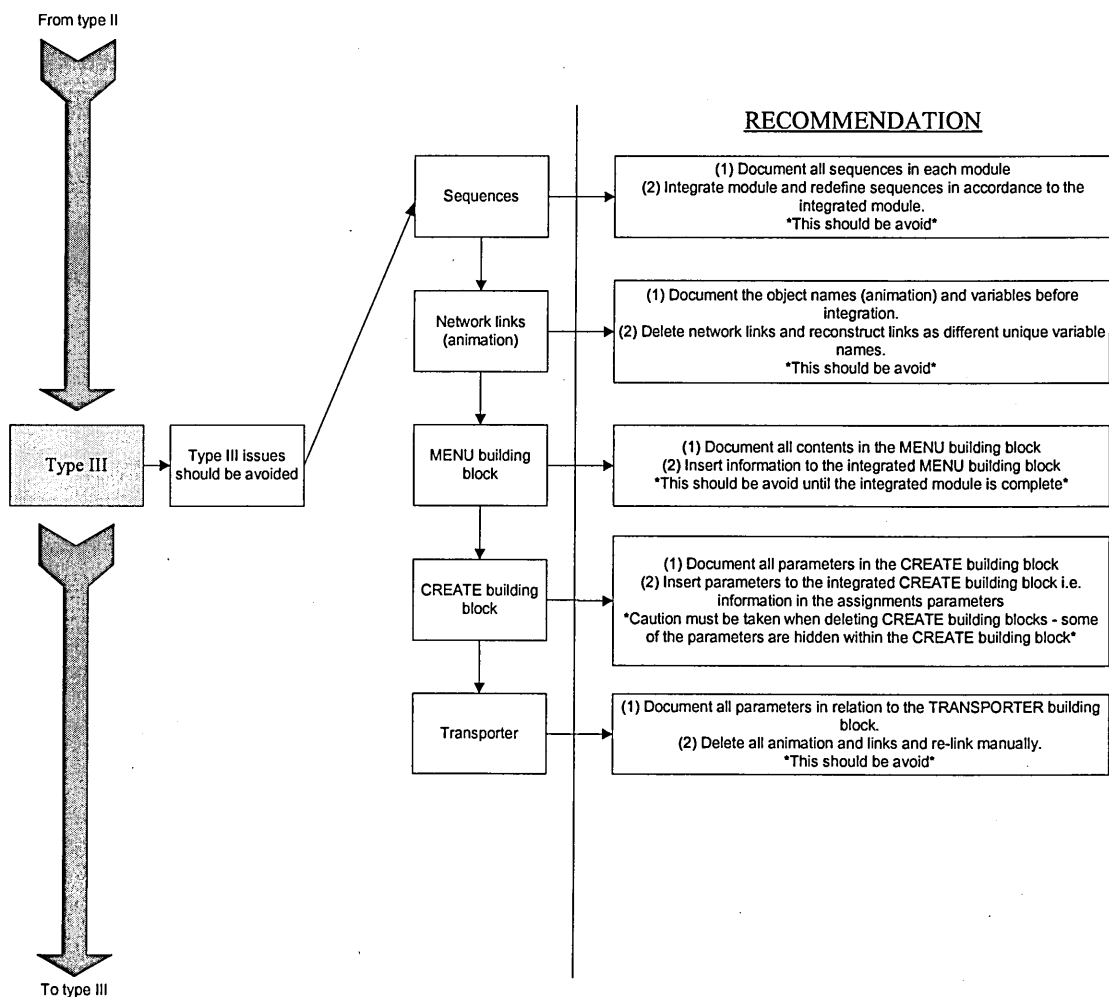 From type II
RECOMMENDATION
Sequences
(1) Document all sequences in each module
(2) Integrate module and redefine sequences in accordance to the
integrated module.
*This should be avoid*
Network links
(animation)
(1) Document the object names (animation) and variables before
integration.
(2) Delete network links and reconstruct links as different unique variable
names.
*This should be avoid*
Type III
Type III issues
should be avoided
MENU building
block
(1) Document all contents in the MENU building block
(2) Insert information to the integrated MENU building block
*This should be avoid until the integrated module is complete*
CREATE building
block
(1) Document all parameters in the CREATE building block
(2) Insert parameters to the integrated CREATE building block i.e.
information in the assignments parameters
*Caution must be taken when deleting CREATE building blocks - some
of the parameters are hidden within the CREATE building block*
Transporter
(1) Document all parameters in relation to the TRANSPORTER building
block.
(2) Delete all animation and links and re-link manually.
*This should be avoid*
To type III